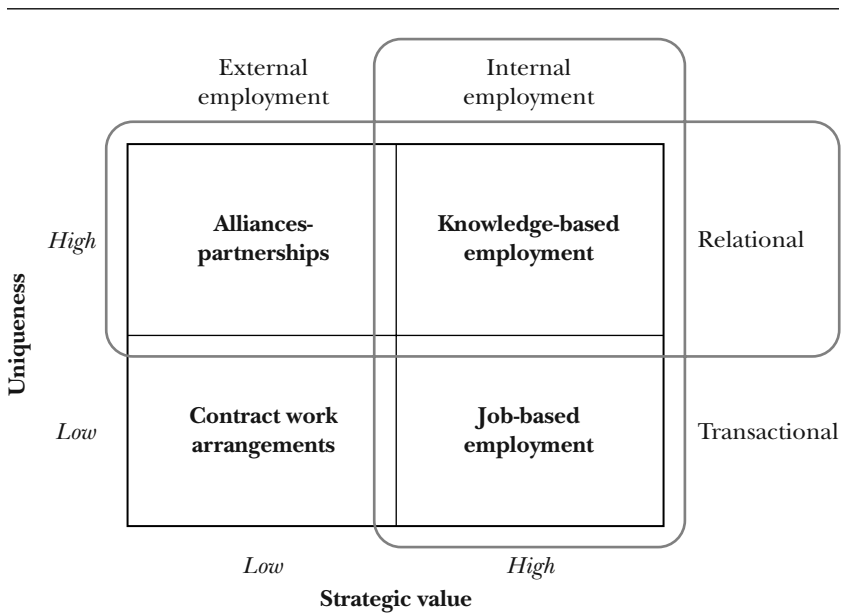 External
employment
Internal
employment
High
Alliances-
partnerships
Knowledge-based
employment
Relational
Uniqueness
Low
Contract work
arrangements
Job-based
employment
Transactional
Low
High
Strategic value